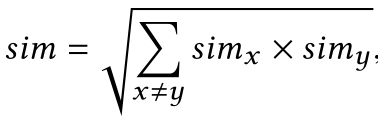 sim = √∑_{x≠y} sim_x × sim_y,